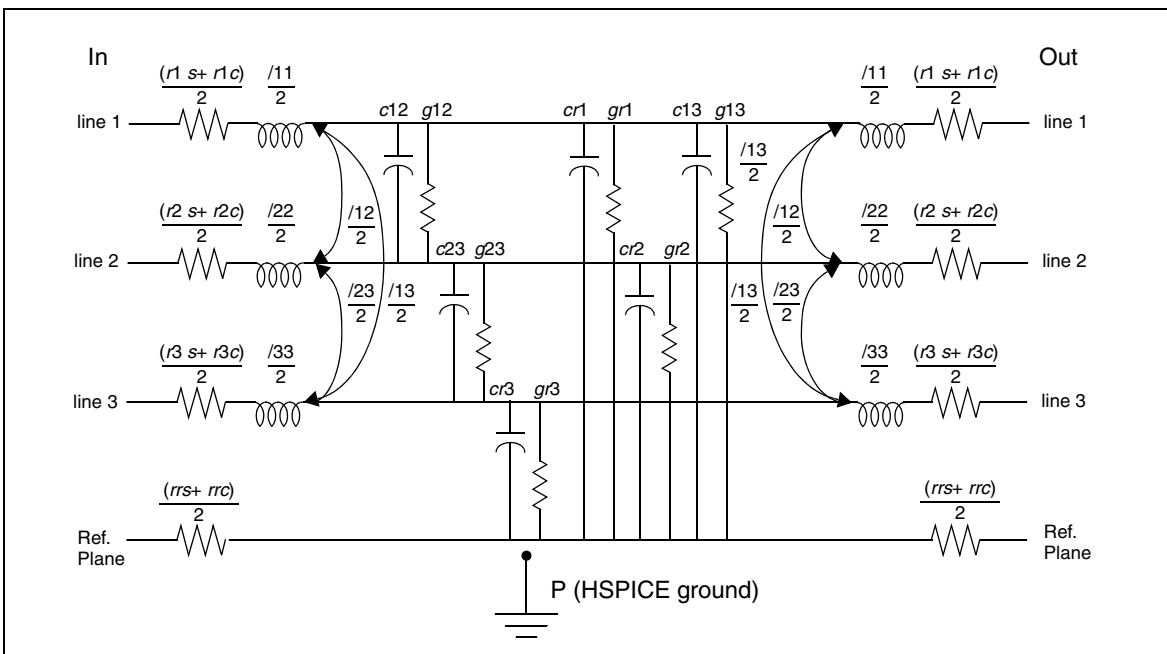 In
Out
(r1 s+ r1c)
2
/11
2
c12 g12
cr1 gr1
c13 g13
/11
2
(r1 s+ r1c)
2
line 1
line 1
/13
2
(r2 s+ r2c)
2
/22
2
/12
2
/12
2
/22
2
(r2 s+ r2c)
2
c23 g23
cr2 gr2
line 2
line 2
/23
2
/13
2
/13
2
/23
2
(r3 s+ r3c)
2
/33
2
/33
2
(r3 s+ r3c)
2
cr3 gr3
line 3
line 3
(rrs+ rrc)
2
(rrs+ rrc)
2
Ref.
Plane
Ref.
Plane
P (HSPICE ground)